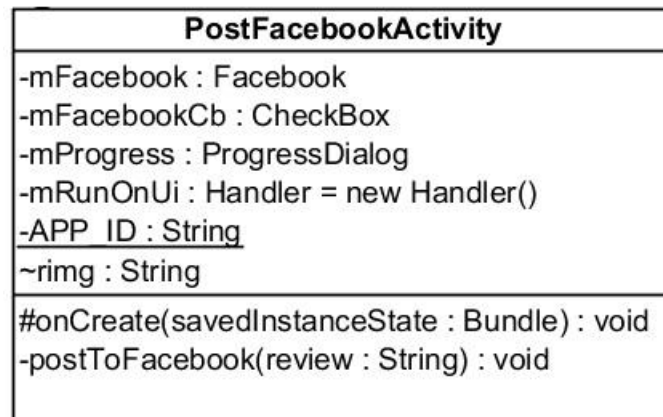 PostFacebookActivity
-mFacebook : Facebook
-mFacebookCb : CheckBox
-mProgress : ProgressDialog
-mRunOnUi : Handler = new Handler()
-APP_ID : String
~rimg : String
#onCreate(savedInstanceState : Bundle) : void
-postToFacebook(review : String) : void